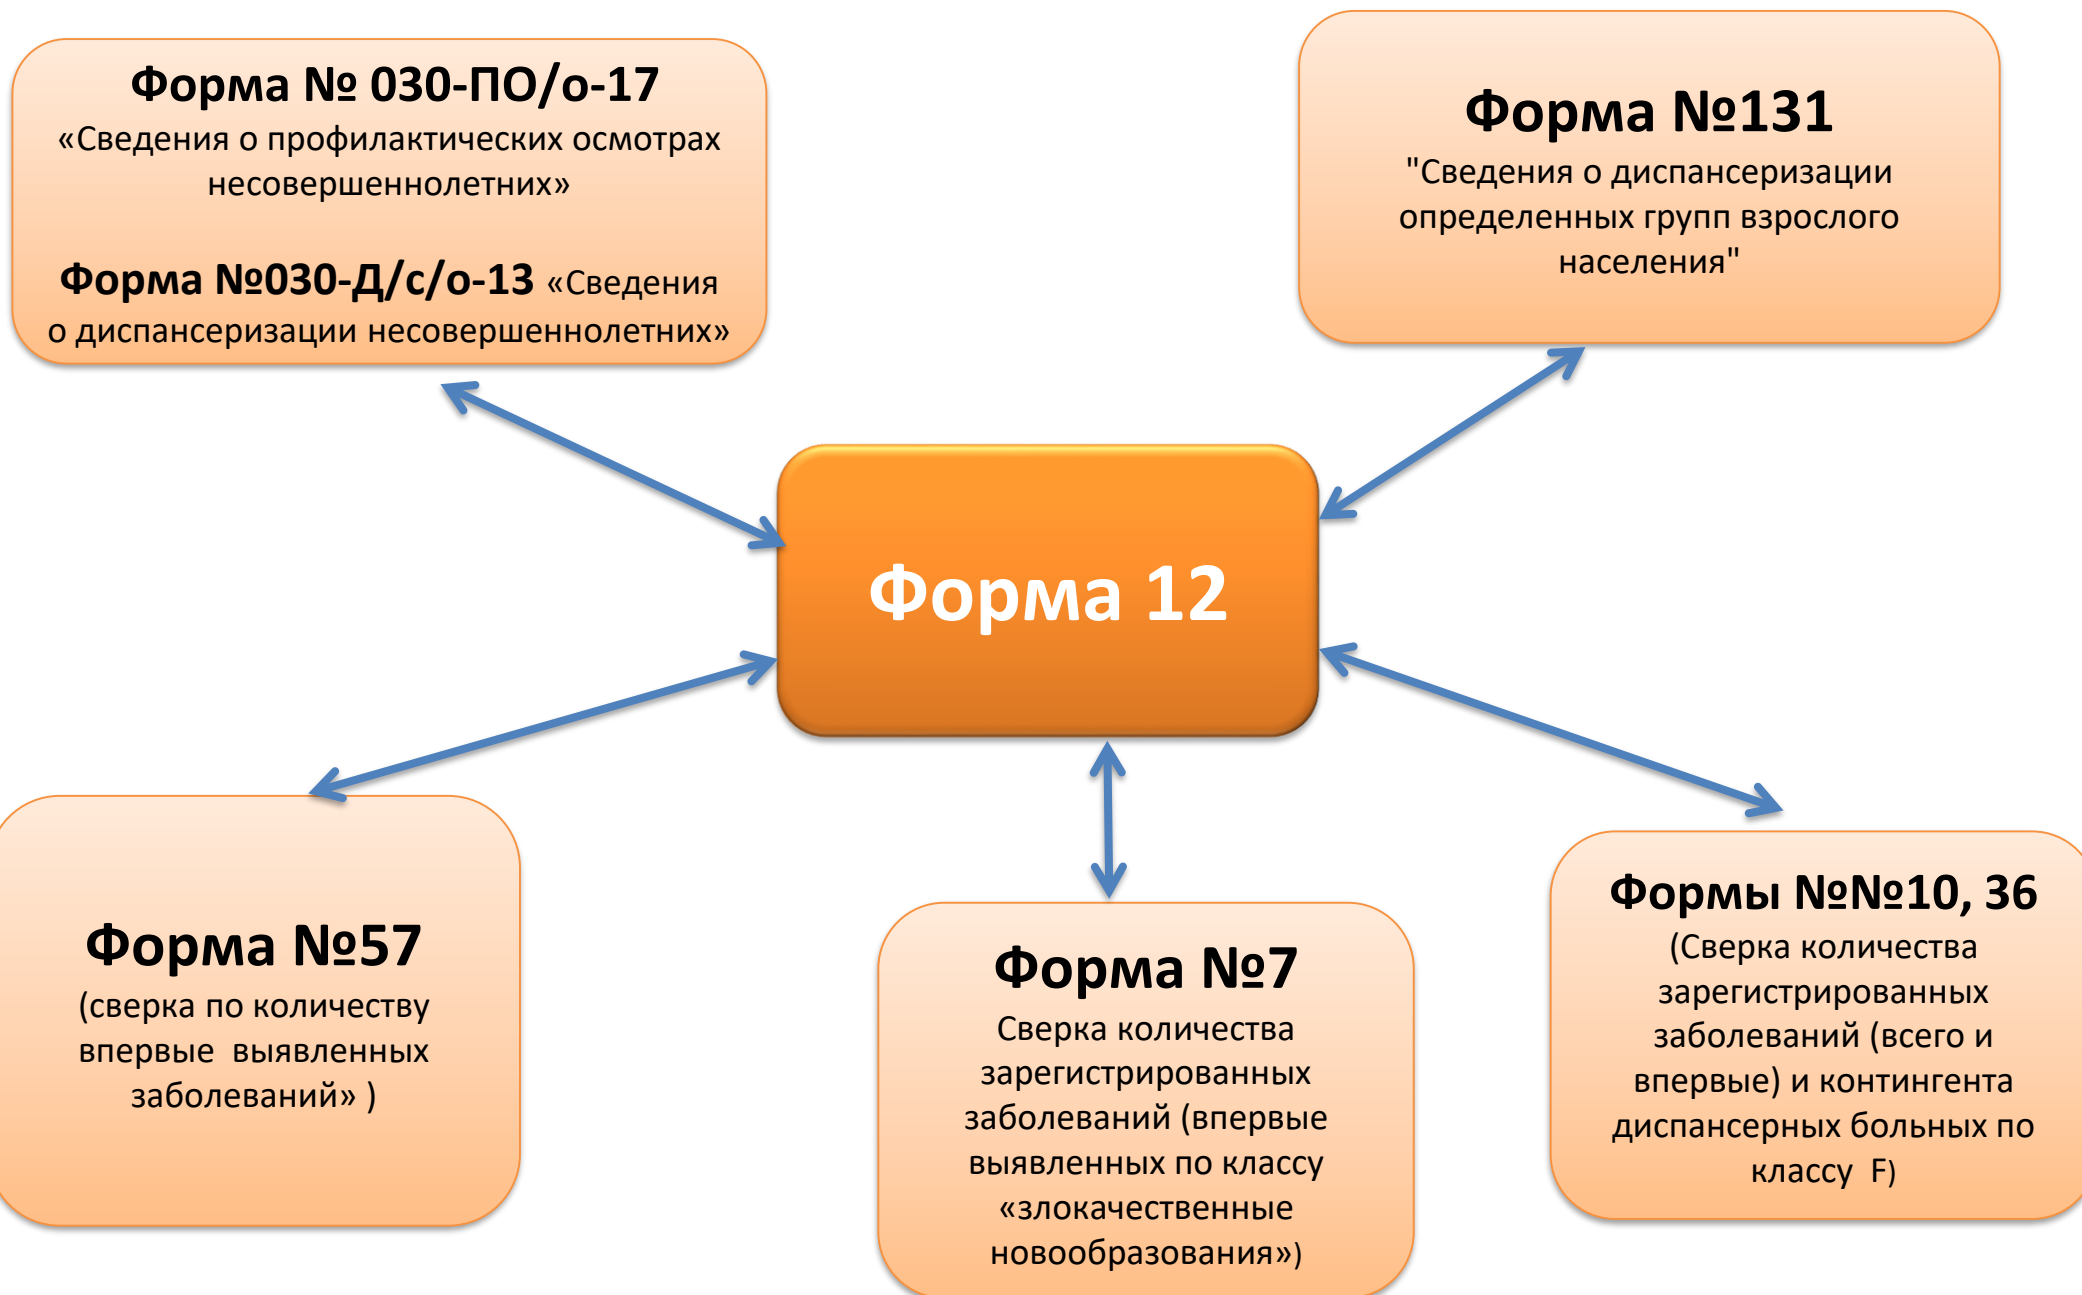 Форма № 030-ПО/о-17
«Сведения о профилактических осмотрах
несовершеннолетних»
Форма №030-Д/с/о-13 «Сведения
о диспансеризации несовершеннолетних»
Форма №131
"Сведения о диспансеризации
определенных групп взрослого
населения"
Форма 12
Форма №57
(сверка по количеству
впервые  выявленных
заболеваний» )
Форма №7
Сверка количества
зарегистрированных
заболеваний (впервые
выявленных по классу
«злокачественные
новообразования»)
Формы №№10, 36
(Сверка количества
зарегистрированных
заболеваний (всего и
впервые) и контингента
диспансерных больных по
классу  F)